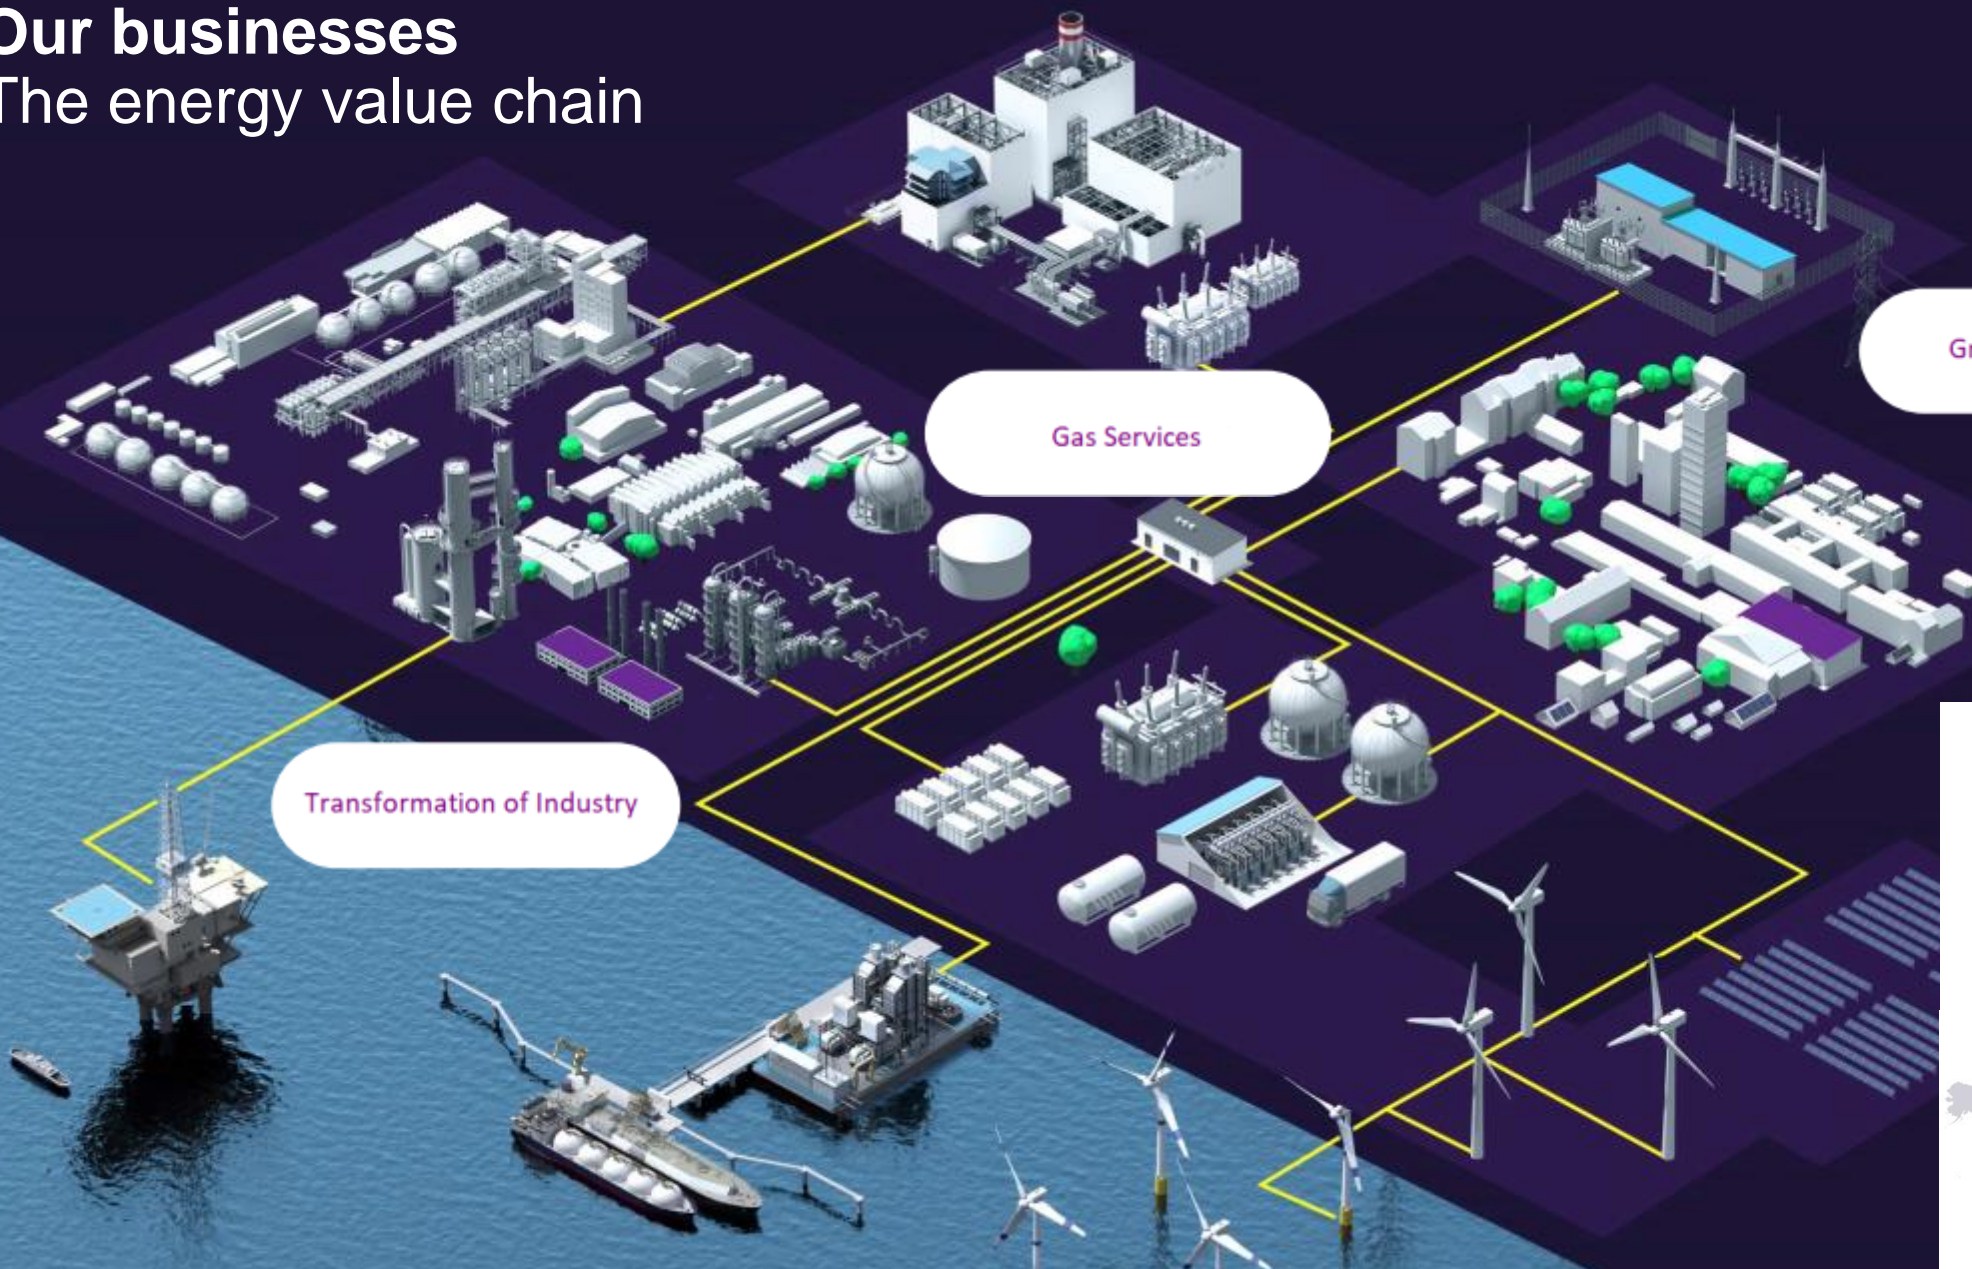 Our businesses
The energy value chain
Gas Services
Transformation of Industry